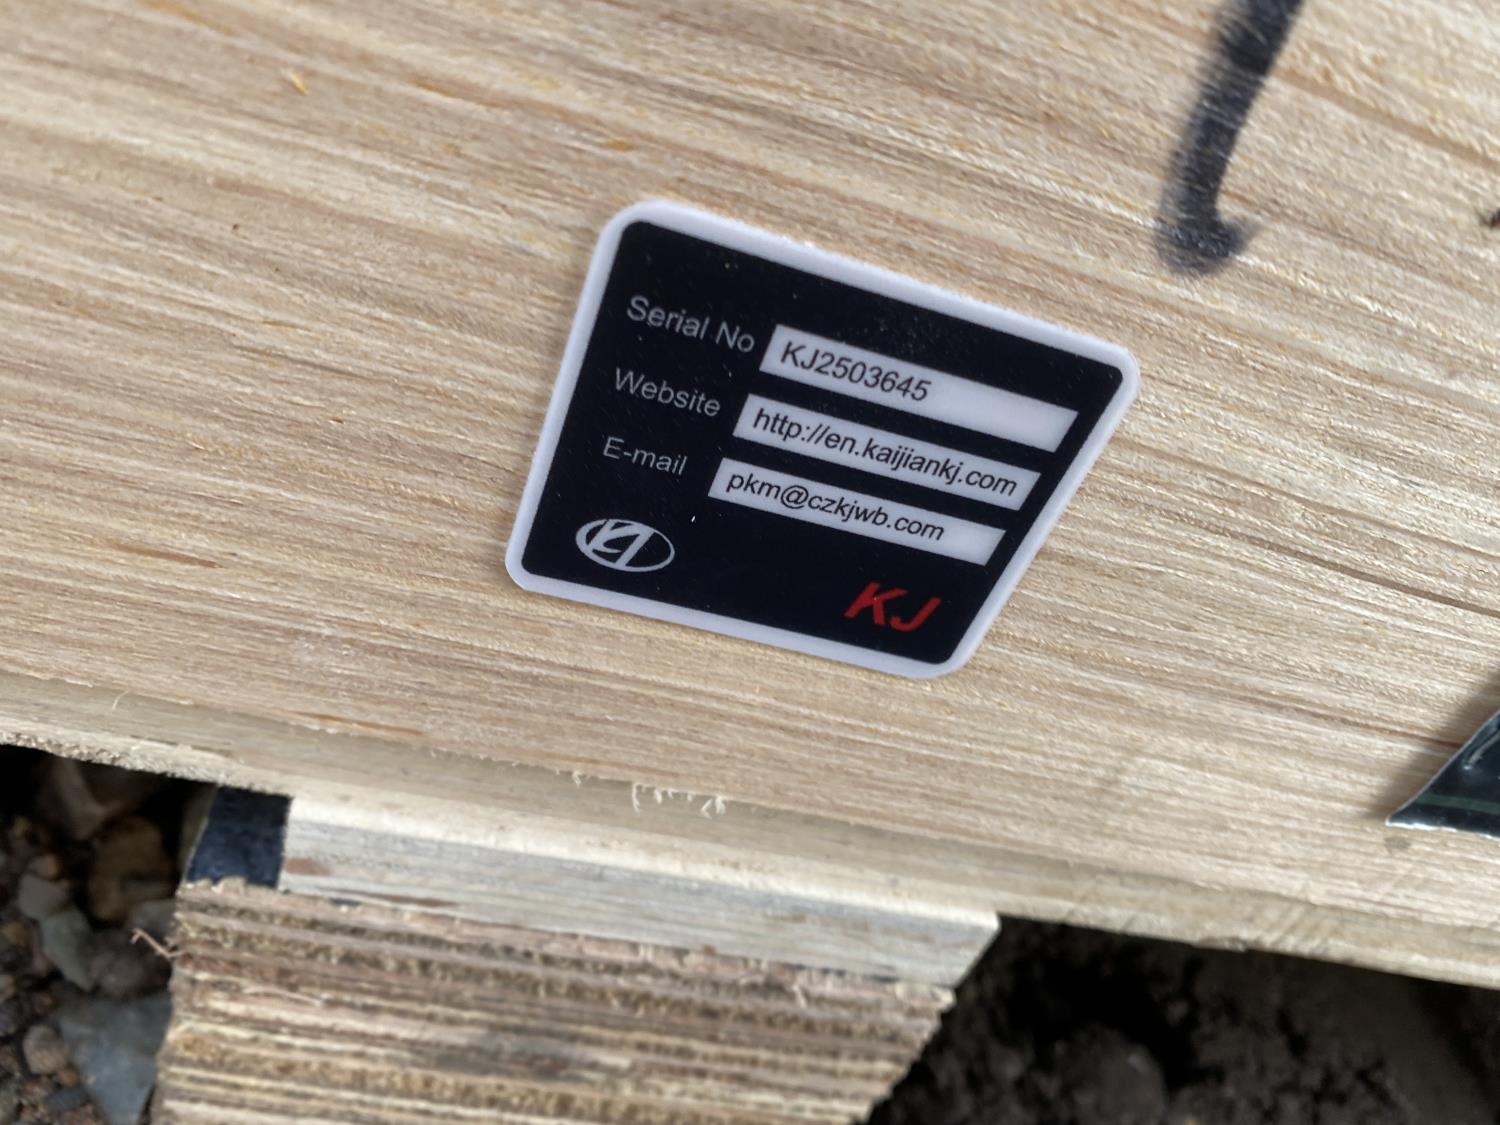 Serial No KJ2503645
Website http://en.kaijiankj.com
E-mail pkm@czkjwb.com
KJ